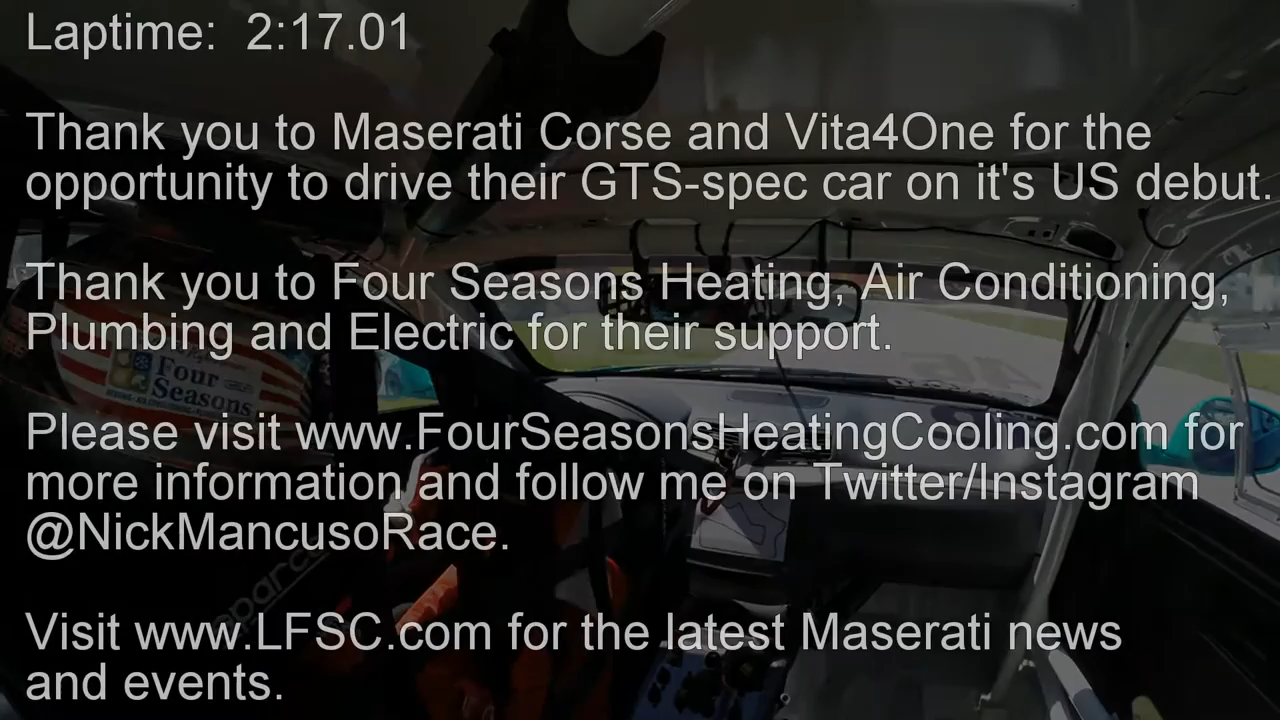 Laptime:  2:17.01
Thank you to Maserati Corse and Vita4One for the
opportunity to drive their GTS-spec car on it's US debut.
Thank you to Four Seasons Heating, Air Conditioning,
Plumbing and Electric for their support.
Four
Seasons
Please visit www.FourSeasonsHeatingCooling.com for
more information and follow me on Twitter/Instagram
@NickMancusoRace.
sparco
Visit www.LFSC.com for the latest Maserati news
and events.